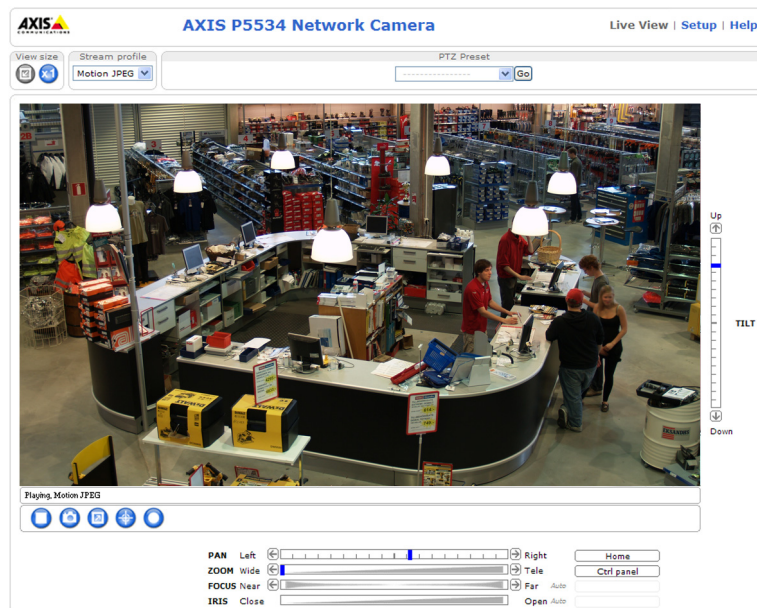 AXIS
COMMUNICATIONS
AXIS P5534 Network Camera
Live View | Setup | Help
View size
Stream profile
PTZ Preset
x1
Motion JPEG
----------------
Go
DEWALT
DEWALT
Up
TILT
Down
Playing, Motion JPEG
PAN Left Right Home
ZOOM Wide Tele Ctrl panel
FOCUS Near Far Auto
IRIS Close Open Auto